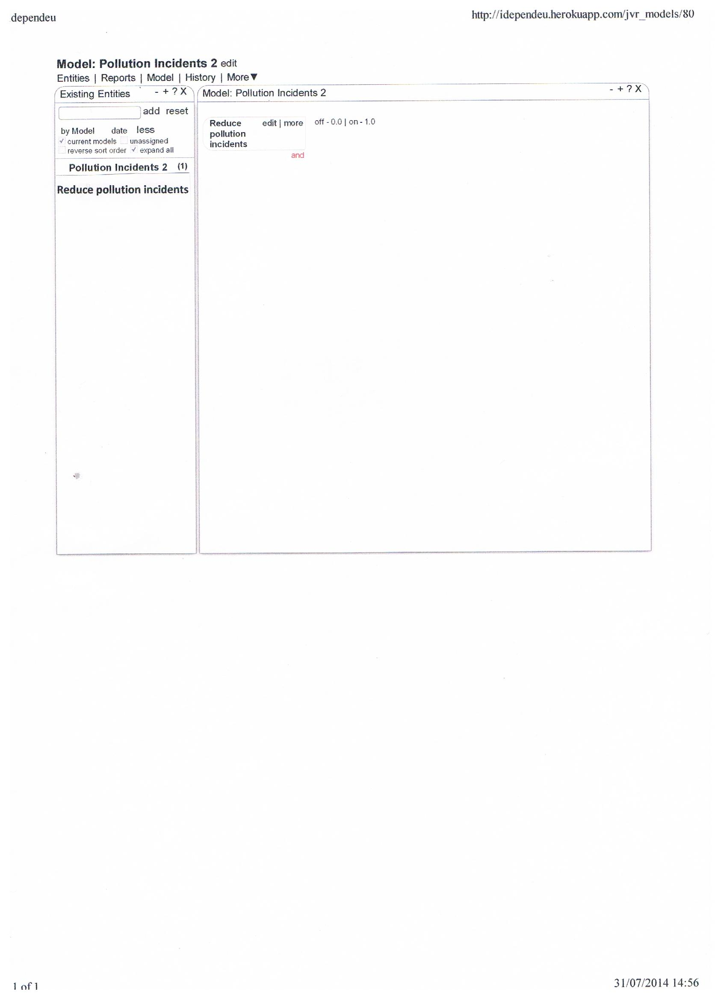 dependeu http://idependeu.herokuapp.com/jvr_models/80
Model: Pollution Incidents 2 edit
Entities | Reports | Model | History | More▼
Existing Entities - + ? X
add reset
by Model date less
✓ current models unassigned
reverse sort order ✓ expand all
Pollution Incidents 2 (1)
Reduce pollution incidents
Model: Pollution Incidents 2 - + ? X
Reduce edit | more off - 0.0 | on - 1.0
pollution
incidents
and
1 of 1 31/07/2014 14:56